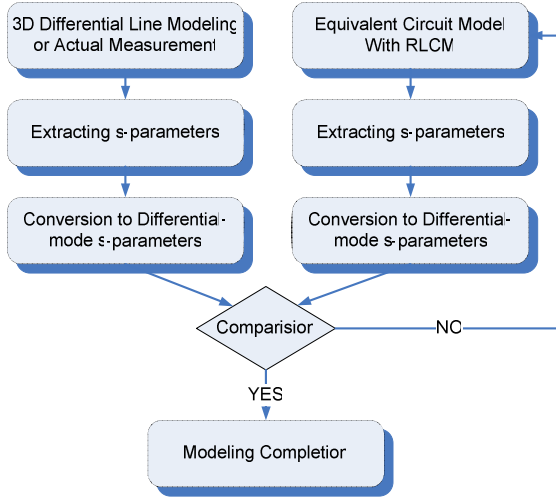 3D Differential Line Modeling
or Actual Measurement
Equivalent Circuit Model
With RLCM
Extracting s-parameters
Extracting s-parameters
Conversion to Differential-
mode s-parameters
Conversion to Differential-
mode s-parameters
Comparision
NO
YES
Modeling Completion